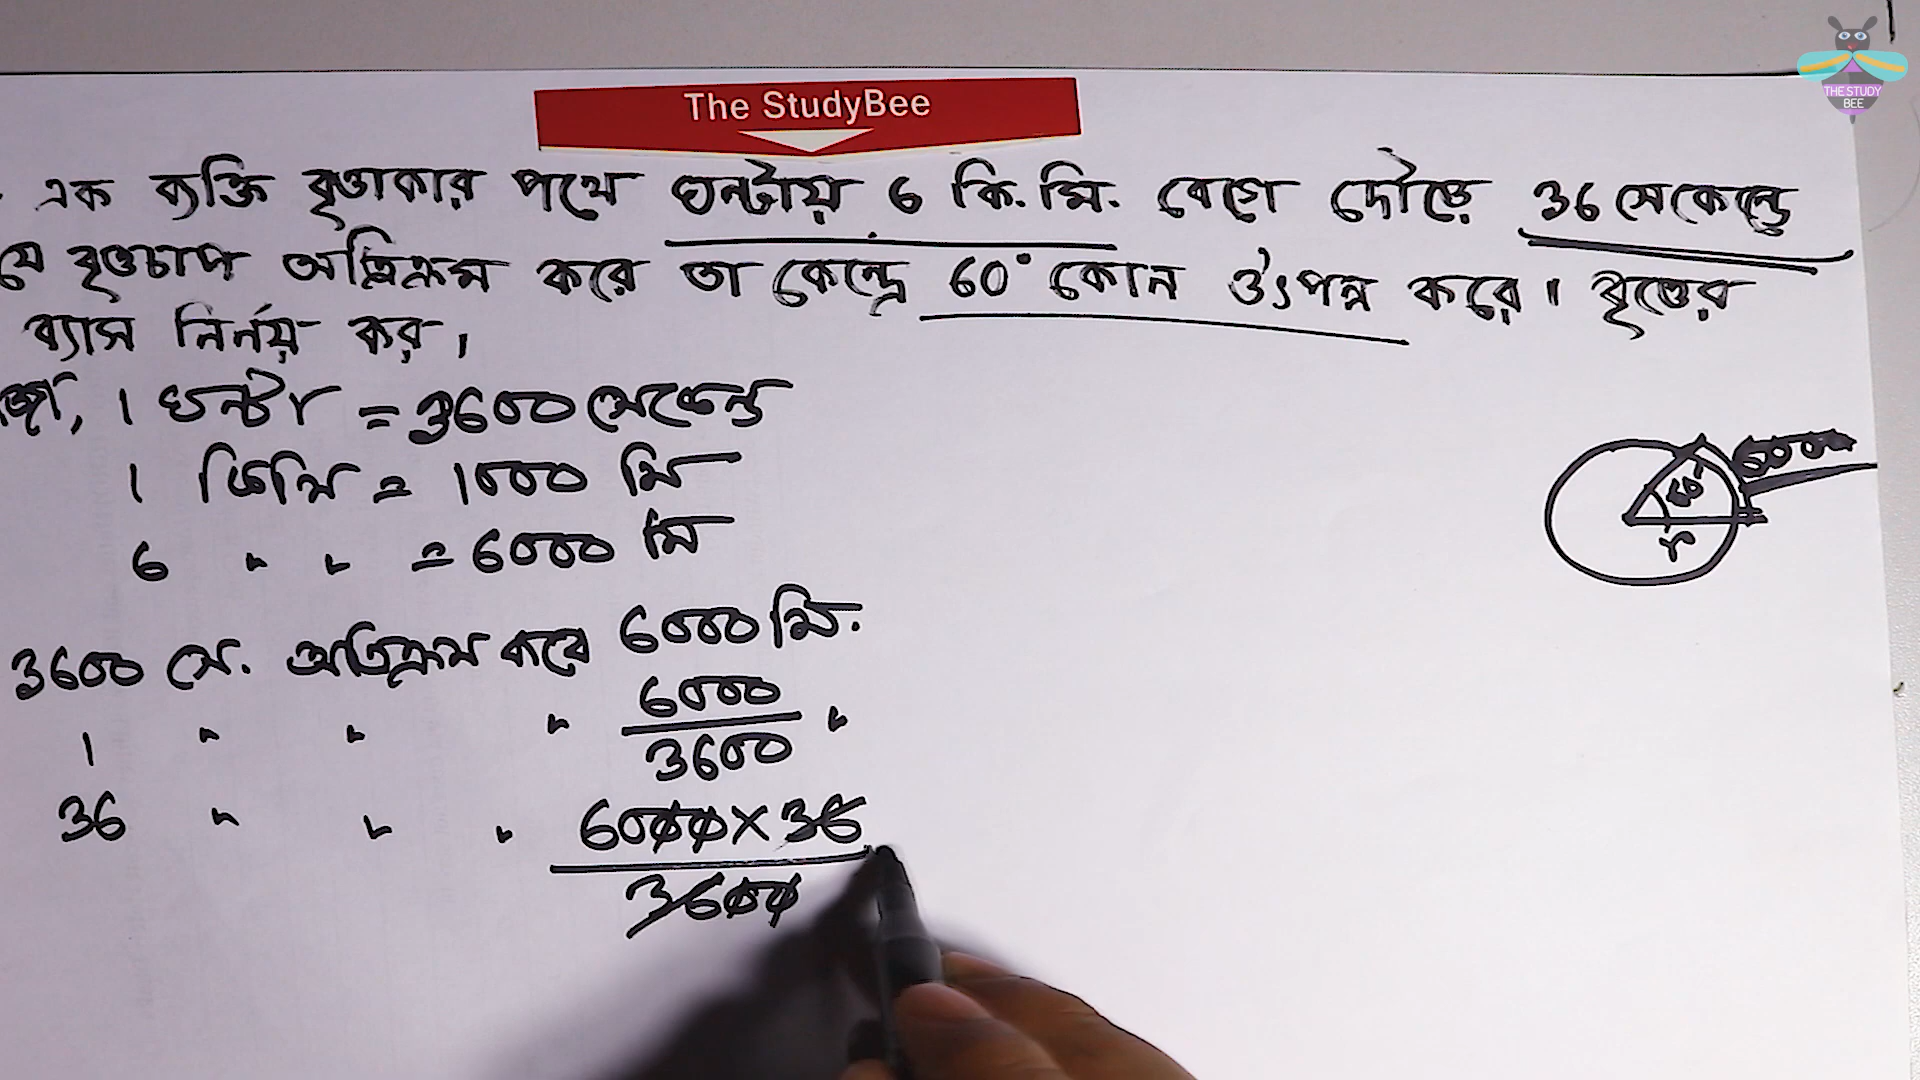 The StudyBee
THE STUDY
BEE
এক ব্যক্তি বৃত্তাকার পথে ঘন্টায় 6 কি.মি. বেগে দৌড়ে 36 সেকেন্ডে
যে বৃত্তচাপ অতিক্রম করে তা কেন্দ্রে 60° কোন উৎপন্ন করে। বৃত্তের
ব্যাস নির্নয় কর।
1 ঘন্টা = 3600 সেকেন্ড
1 কিমি = 1000 মি
6 " " = 6000 মি
60
r
3600 সে. অতিক্রম করে 6000 মি.
1 " " " 6000/3600 "
36 " " " 6000 × 36
3600